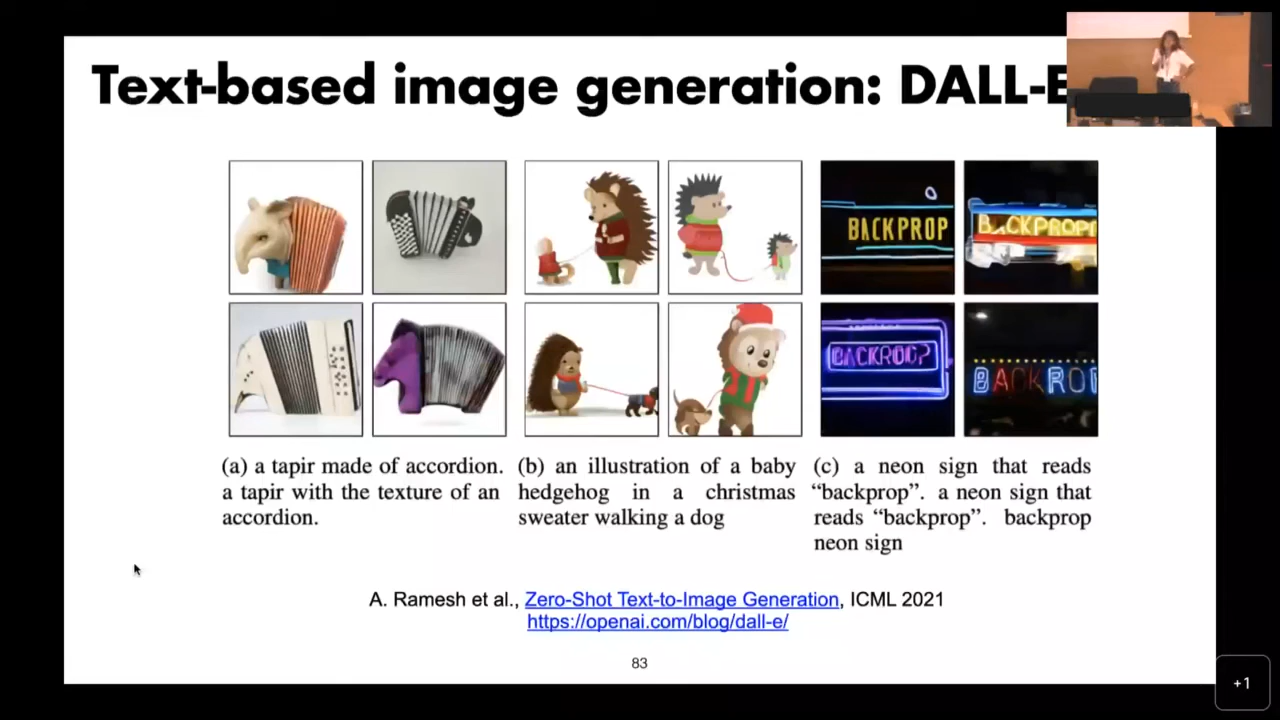 Text-based image generation: DALL-E
BACKPROP
BACKPROP
BACKROD?
BACKRO
(a) a tapir made of accordion.
a tapir with the texture of an
accordion.
(b) an illustration of a baby
hedgehog in a christmas
sweater walking a dog
(c) a neon sign that reads
“backprop”. a neon sign that
reads “backprop”. backprop
neon sign
A. Ramesh et al., Zero-Shot Text-to-Image Generation, ICML 2021
https://openai.com/blog/dall-e/
83
+1